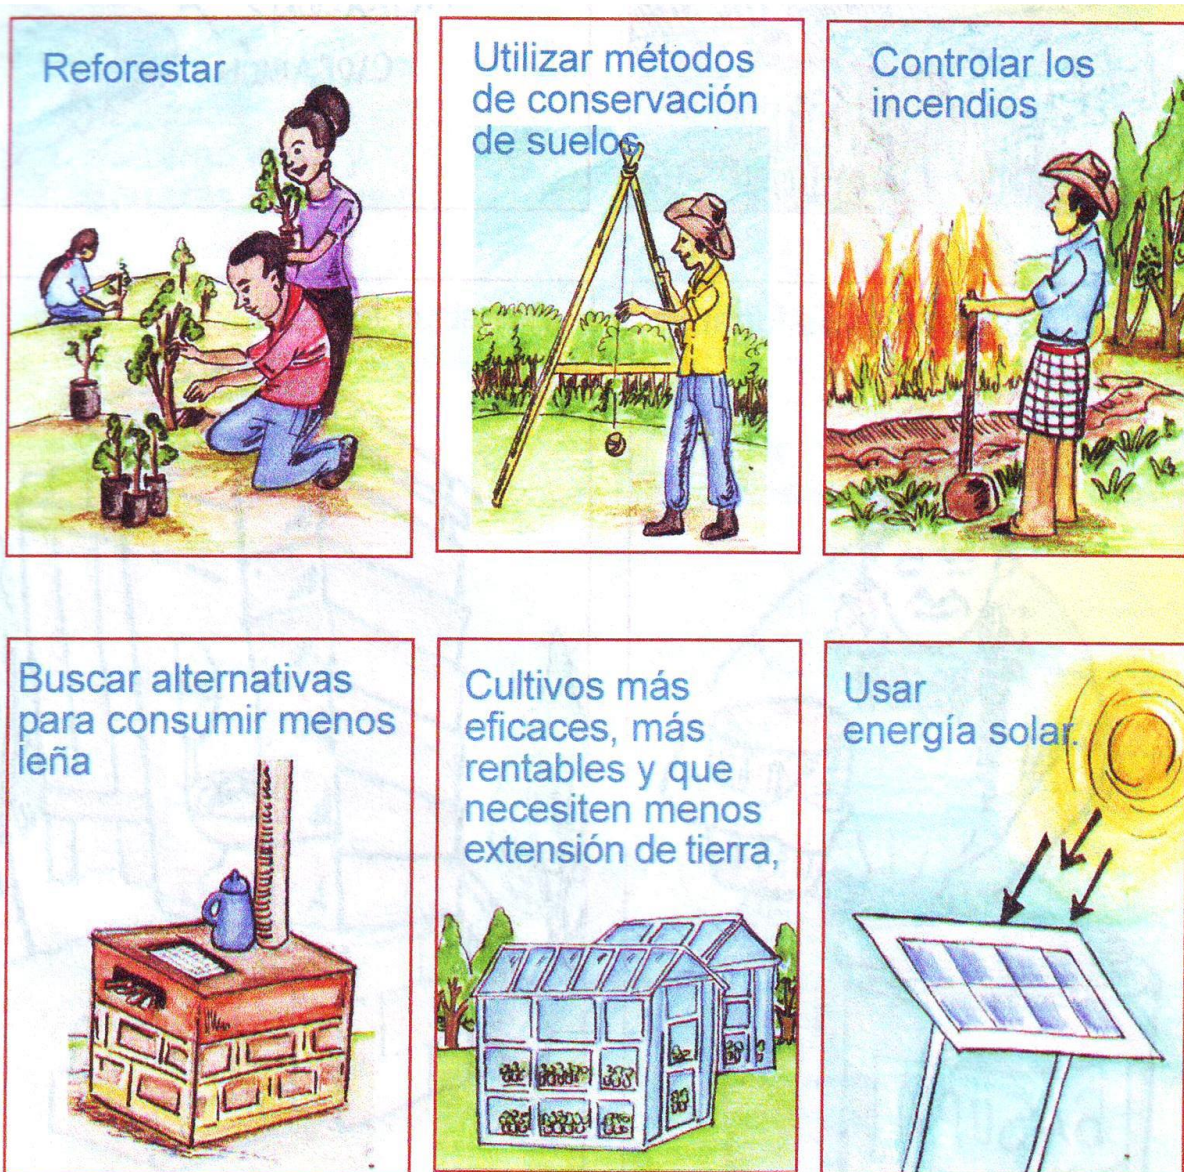 Reforestar
Utilizar métodos
de conservación
de suelos
Controlar los
incendios
Buscar alternativas
para consumir menos
leña
Cultivos más
eficaces, más
rentables y que
necesiten menos
extensión de tierra,
Usar
energía solar.